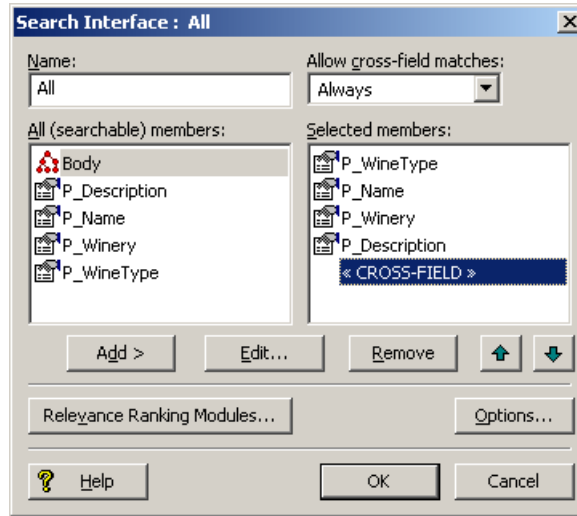 Search Interface : All
Name:
All
Allow cross-field matches:
Always
All (searchable) members:
Body
P_Description
P_Name
P_Winery
P_WineType
Selected members:
P_WineType
P_Name
P_Winery
P_Description
« CROSS-FIELD »
Add >
Edit...
Remove
Relevance Ranking Modules...
Options...
Help
OK
Cancel